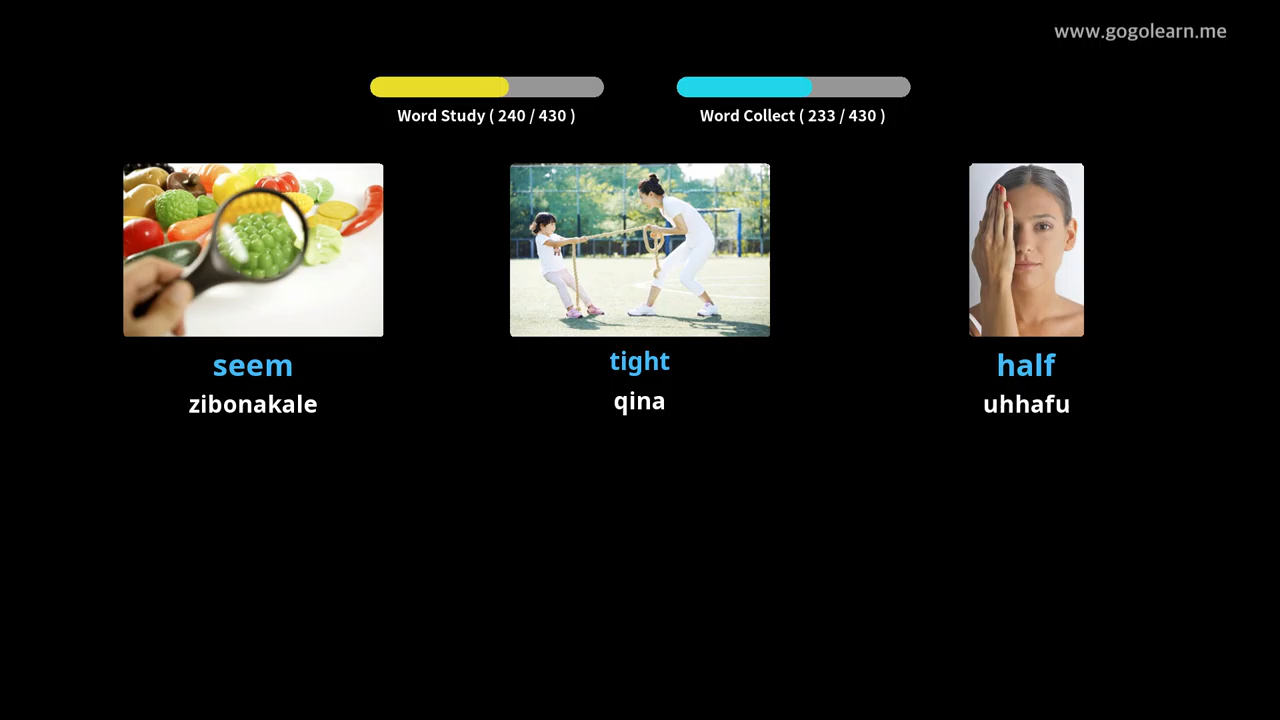 www.gogolearn.me
Word Study ( 240 / 430 )
Word Collect ( 233 / 430 )
seem
tight
half
zibonakale
qina
uhhafu